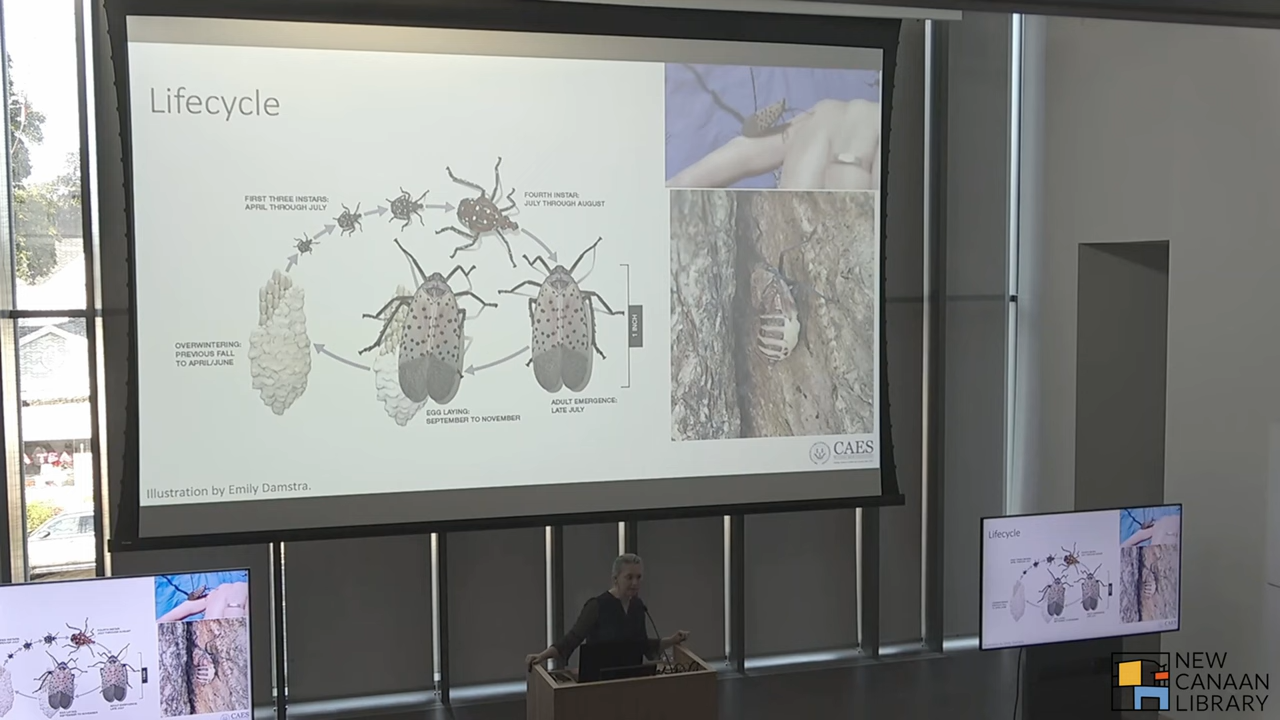 Lifecycle
FIRST THREE INSTARS:
APRIL THROUGH JULY
FOURTH INSTAR:
JULY THROUGH AUGUST
OVERWINTERING:
PREVIOUS FALL
TO APRIL/JUNE
1 INCH
EGG LAYING:
SEPTEMBER TO NOVEMBER
ADULT EMERGENCE:
LATE JULY
CAES
Illustration by Emily Damstra.
Lifecycle
CAES
NEW
CANAAN
LIBRARY